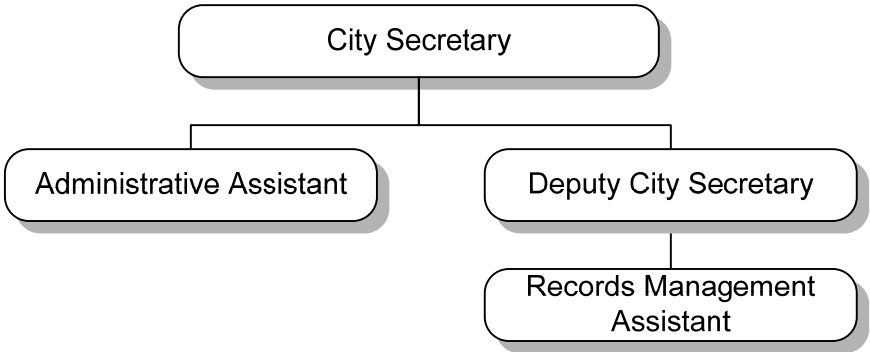 City Secretary
Administrative Assistant
Deputy City Secretary
Records Management
Assistant